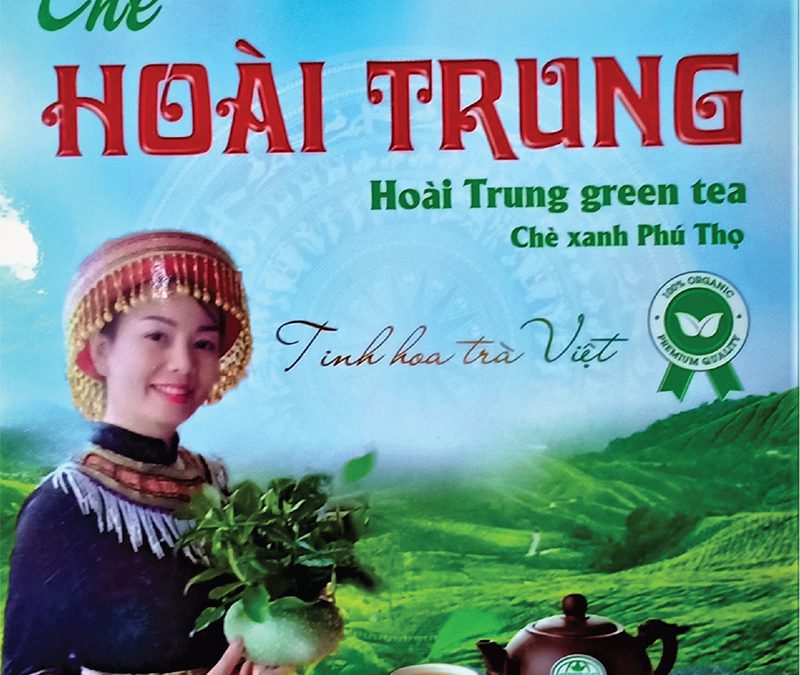 Chè
HOÀI TRUNG
Hoài Trung green tea
Chè xanh Phú Thọ
Tinh hoa trà Việt
100% ORGANIC
PREMIUM QUALITY